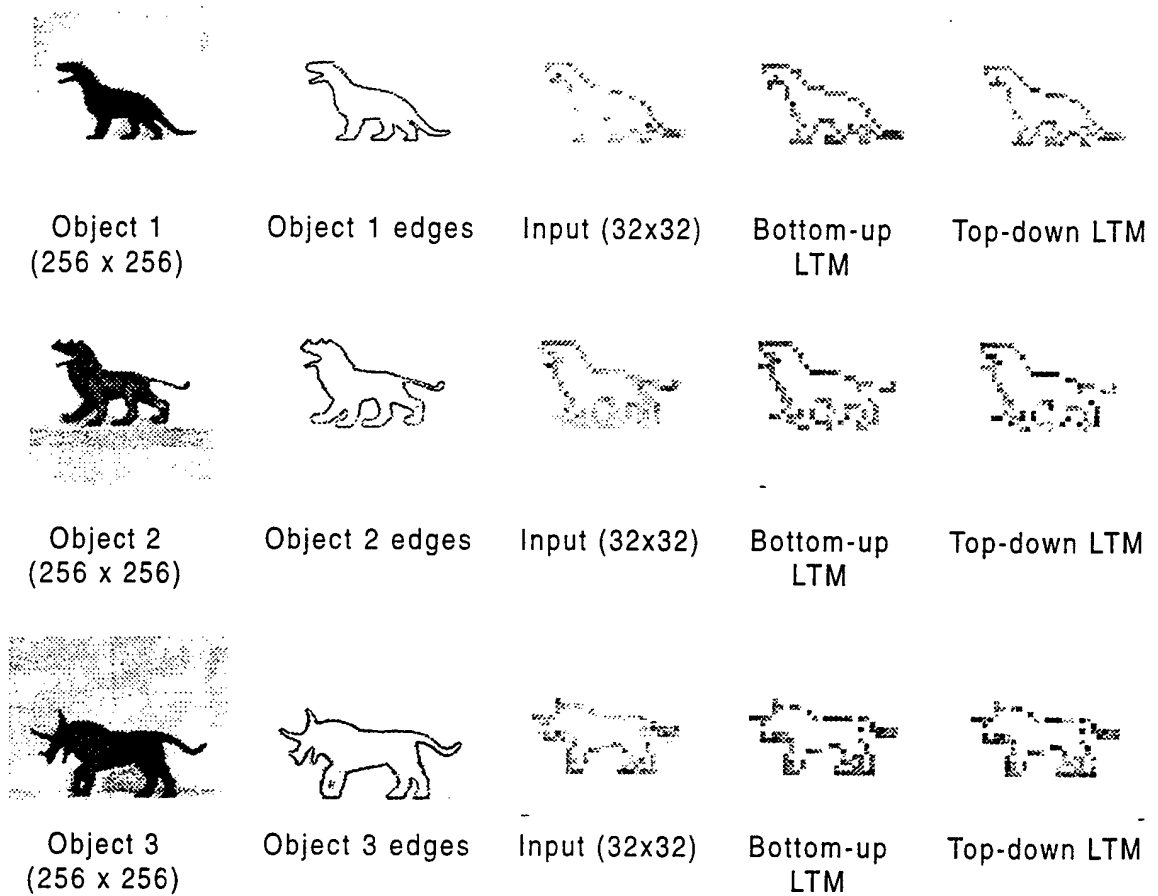 Object 1
(256 x 256)
Object 1 edges
Input (32x32)
Bottom-up
LTM
Top-down LTM
Object 2
(256 x 256)
Object 2 edges
Input (32x32)
Bottom-up
LTM
Top-down LTM
Object 3
(256 x 256)
Object 3 edges
Input (32x32)
Bottom-up
LTM
Top-down LTM